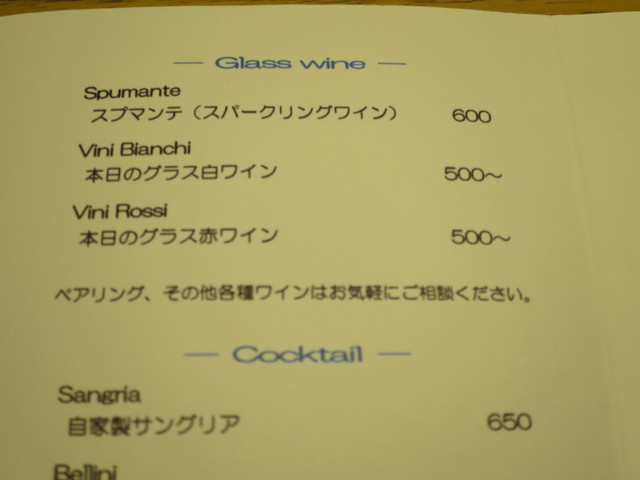 — Glass wine —
Spumante
スプマンテ（スパークリングワイン） 600
Vini Bianchi
本日のグラス白ワイン 500～
Vini Rossi
本日のグラス赤ワイン 500～
ペアリング、その他各種ワインはお気軽にご相談ください。
— Cocktail —
Sangria
自家製サングリア 650
Bellini